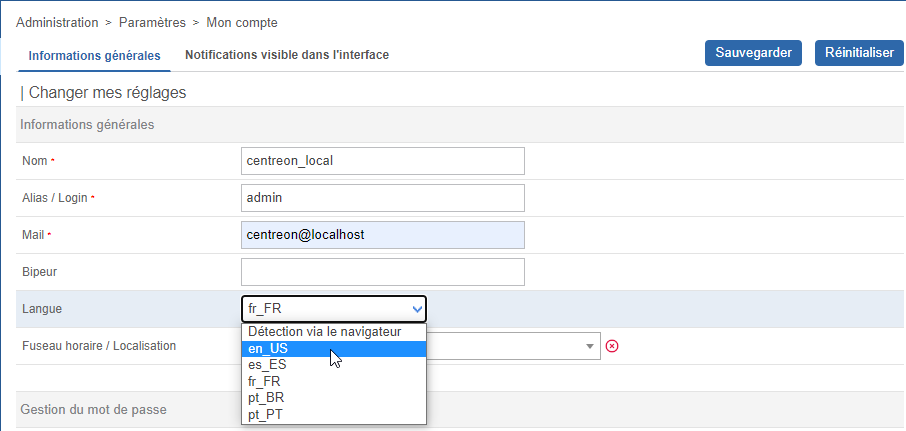 Administration > Paramètres > Mon compte
Informations générales Notifications visible dans l'interface Sauvegarder Réinitialiser
Changer mes réglages
Informations générales
Nom * centreon_local
Alias / Login * admin
Mail * centreon@localhost
Bipeur
Langue fr_FR
Détection via le navigateur
Fuseau horaire / Localisation en_US
es_ES
fr_FR
pt_BR
Gestion du mot de passe pt_PT